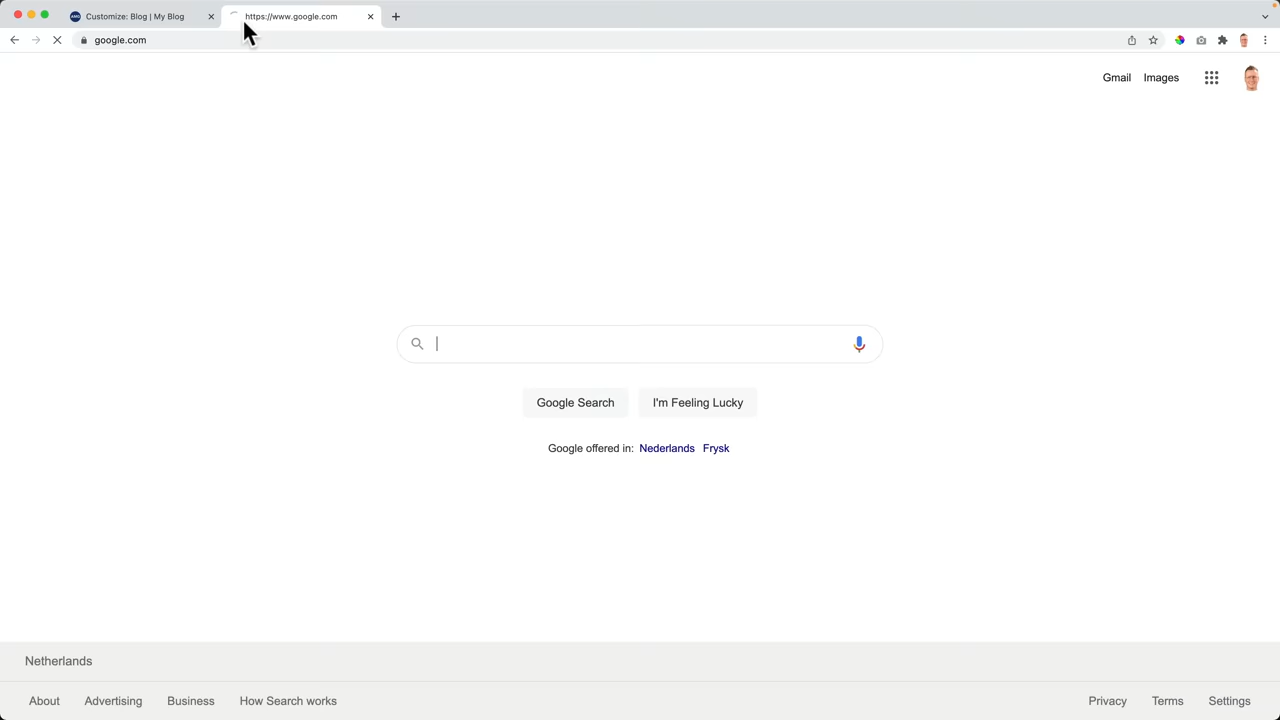 Customize: Blog | My Blog
https://www.google.com
google.com
Gmail Images
Google Search I'm Feeling Lucky
Google offered in: Nederlands Frysk
Netherlands
About Advertising Business How Search works Privacy Terms Settings